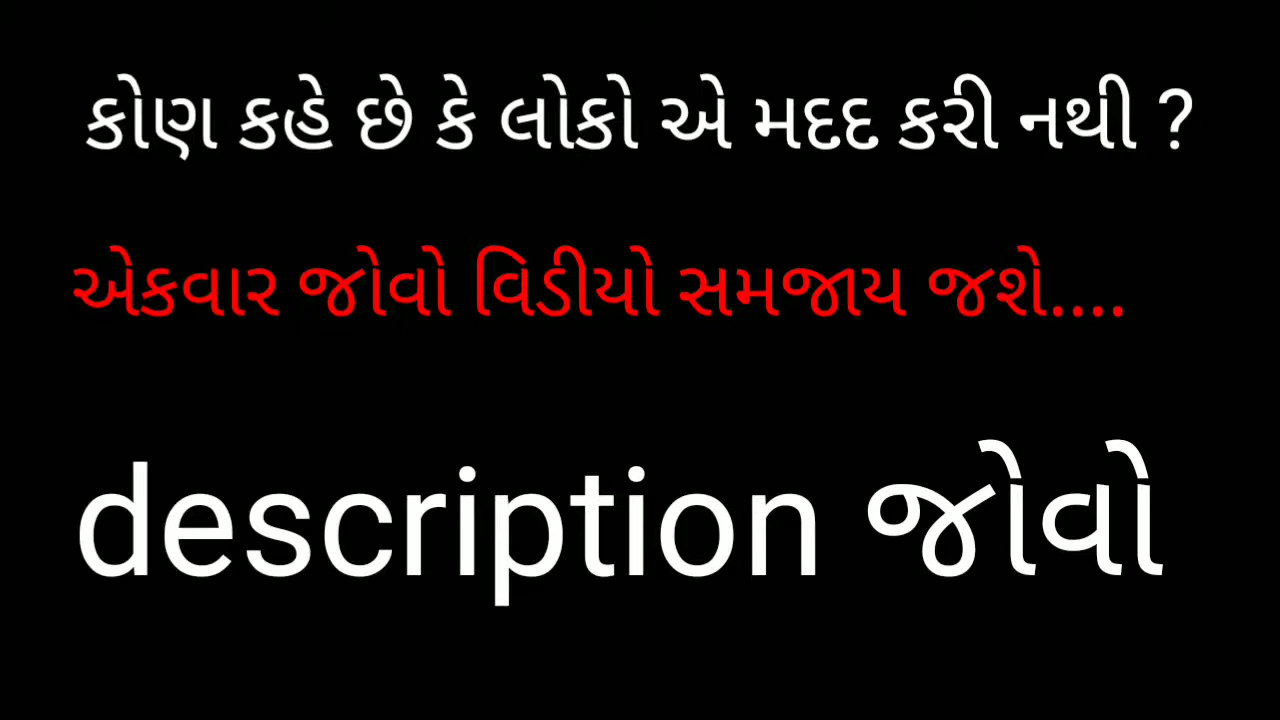 કોણ કહે છે કે લોકો એ મદદ કરી નથી ?
એકવાર જોવો વિડીયો સમજાય જશે....
description જોવો